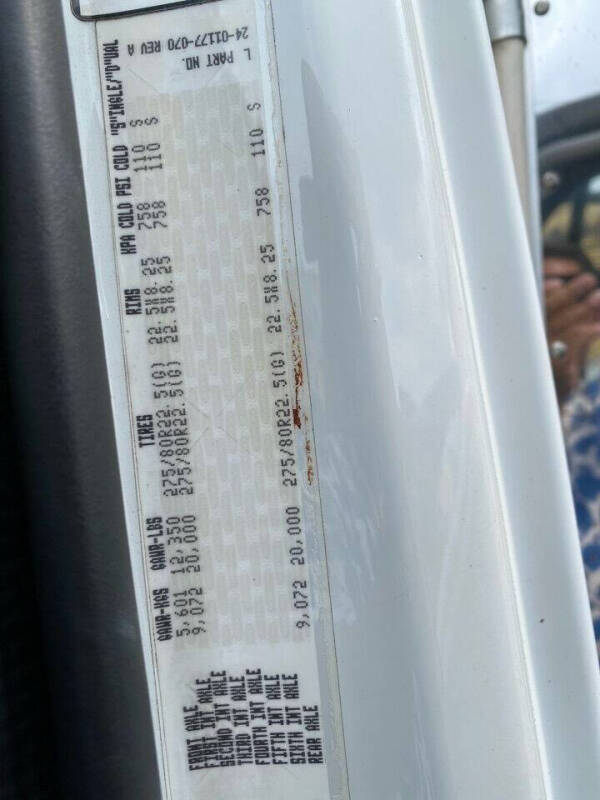 GAWR-KGS GAWR-LBS TIRES RIMS KPA COLD PSI COLD "S"INGLE/"D"UAL
FRONT AXLE 5,601 12,350 275/80R22.5(G) 22.5X8.25 758 110 S
FIRST INT AXLE 9,072 20,000 275/80R22.5(G) 22.5X8.25 758 110 S
SECOND INT AXLE
THIRD INT AXLE
FOURTH INT AXLE
FIFTH INT AXLE
SIXTH INT AXLE
REAR AXLE 9,072 20,000 275/80R22.5(G) 22.5X8.25 758 110 S
L PART NO.
24-01177-070 REV A